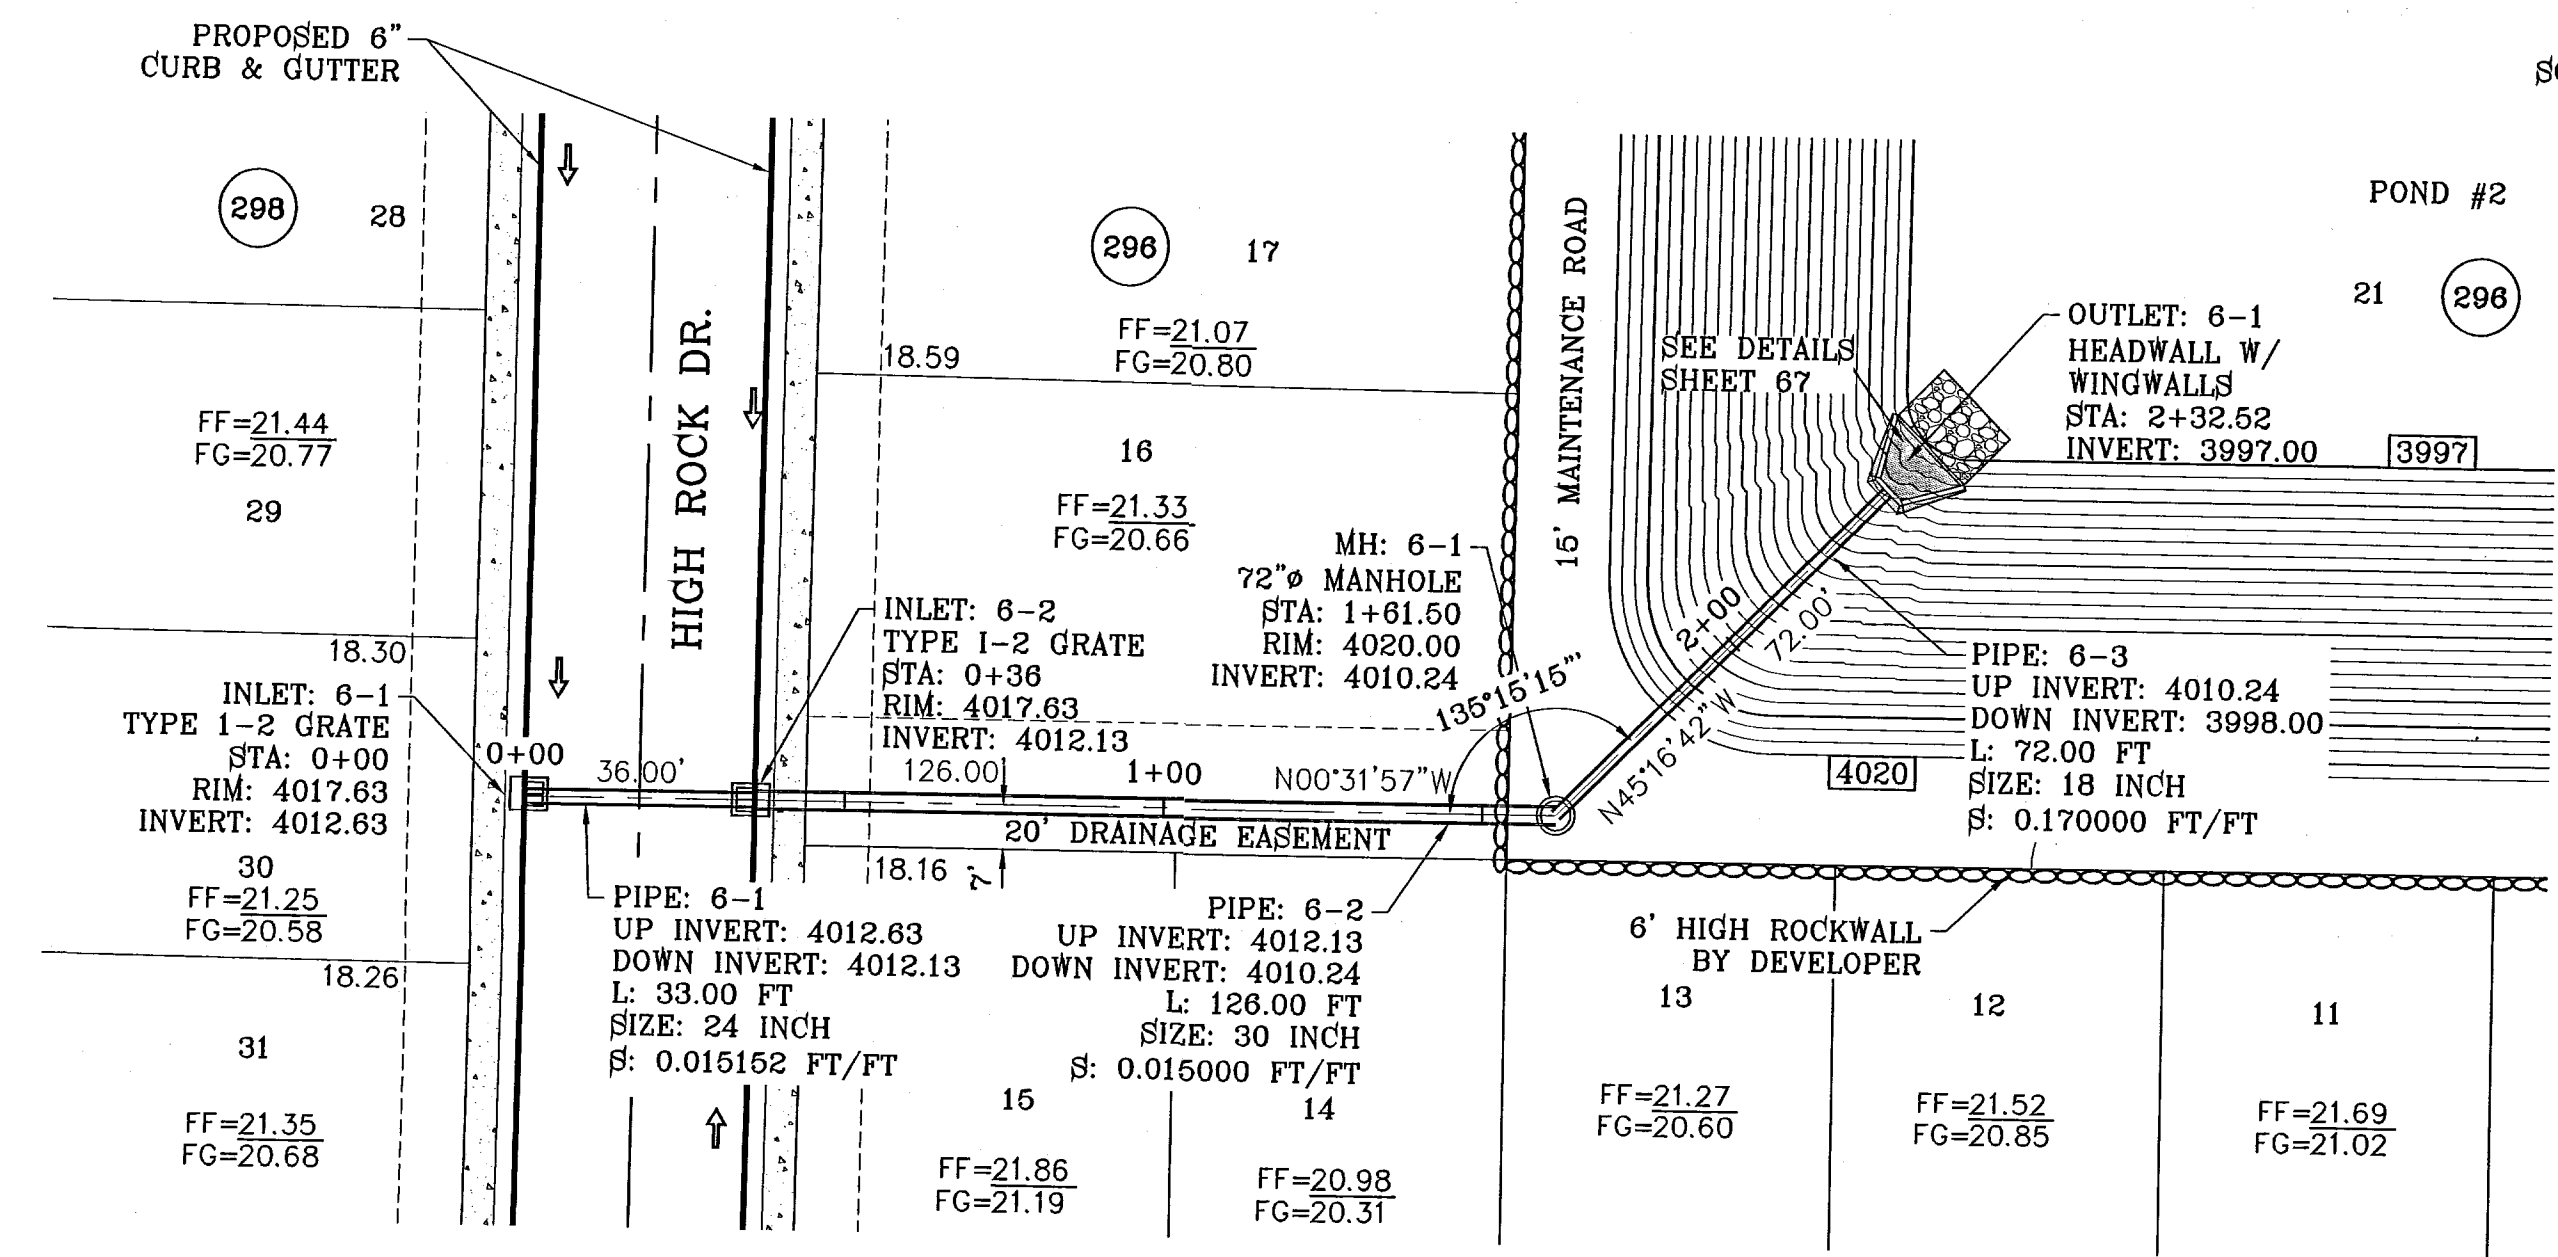 PROPOSED 6"
CURB & GUTTER
298
28
296
17
POND #2
21
296
FF=21.07
FG=20.80
18.59
HIGH ROCK DR.
15' MAINTENANCE ROAD
SEE DETAILS
SHEET 67
OUTLET: 6-1
HEADWALL W/
WINGWALLS
STA: 2+32.52
INVERT: 3997.00
3997
FF=21.44
FG=20.77
29
16
FF=21.33
FG=20.66
MH: 6-1
72"ø MANHOLE
STA: 1+61.50
RIM: 4020.00
INVERT: 4010.24
INLET: 6-2
TYPE I-2 GRATE
STA: 0+36
RIM: 4017.63
INVERT: 4012.13
18.30
INLET: 6-1
TYPE 1-2 GRATE
STA: 0+00
RIM: 4017.63
INVERT: 4012.63
0+00
36.00'
126.00'
1+00
N00°31'57"W
135°15'15"'
2+00
72.00'
N45°16'42"W
PIPE: 6-3
UP INVERT: 4010.24
DOWN INVERT: 3998.00
L: 72.00 FT
SIZE: 18 INCH
S: 0.170000 FT/FT
4020
20' DRAINAGE EASEMENT
18.16
7'
30
FF=21.25
FG=20.58
18.26
PIPE: 6-1
UP INVERT: 4012.63
DOWN INVERT: 4012.13
L: 33.00 FT
SIZE: 24 INCH
S: 0.015152 FT/FT
PIPE: 6-2
UP INVERT: 4012.13
DOWN INVERT: 4010.24
L: 126.00 FT
SIZE: 30 INCH
S: 0.015000 FT/FT
6' HIGH ROCKWALL
BY DEVELOPER
31
FF=21.35
FG=20.68
15
FF=21.86
FG=21.19
14
FF=20.98
FG=20.31
13
FF=21.27
FG=20.60
12
FF=21.52
FG=20.85
11
FF=21.69
FG=21.02